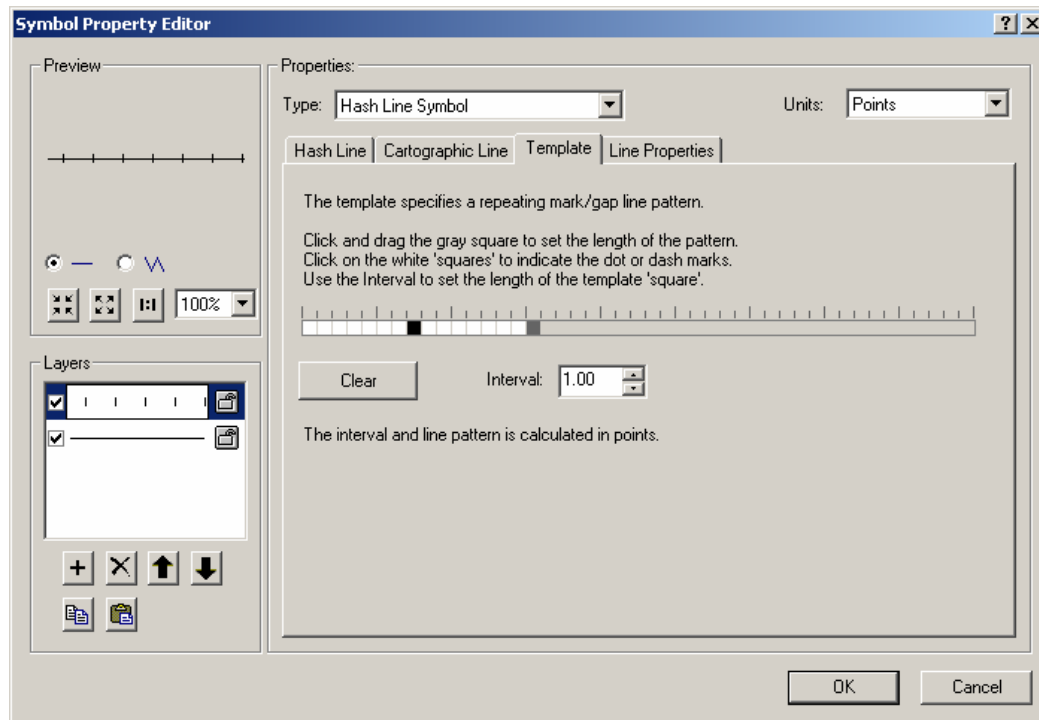 Symbol Property Editor
Preview
Properties:
Type: Hash Line Symbol
Units: Points
Hash Line
Cartographic Line
Template
Line Properties
The template specifies a repeating mark/gap line pattern.
Click and drag the gray square to set the length of the pattern.
Click on the white 'squares' to indicate the dot or dash marks.
Use the Interval to set the length of the template 'square'.
1:1
100%
Layers
Clear
Interval: 1.00
The interval and line pattern is calculated in points.
OK
Cancel